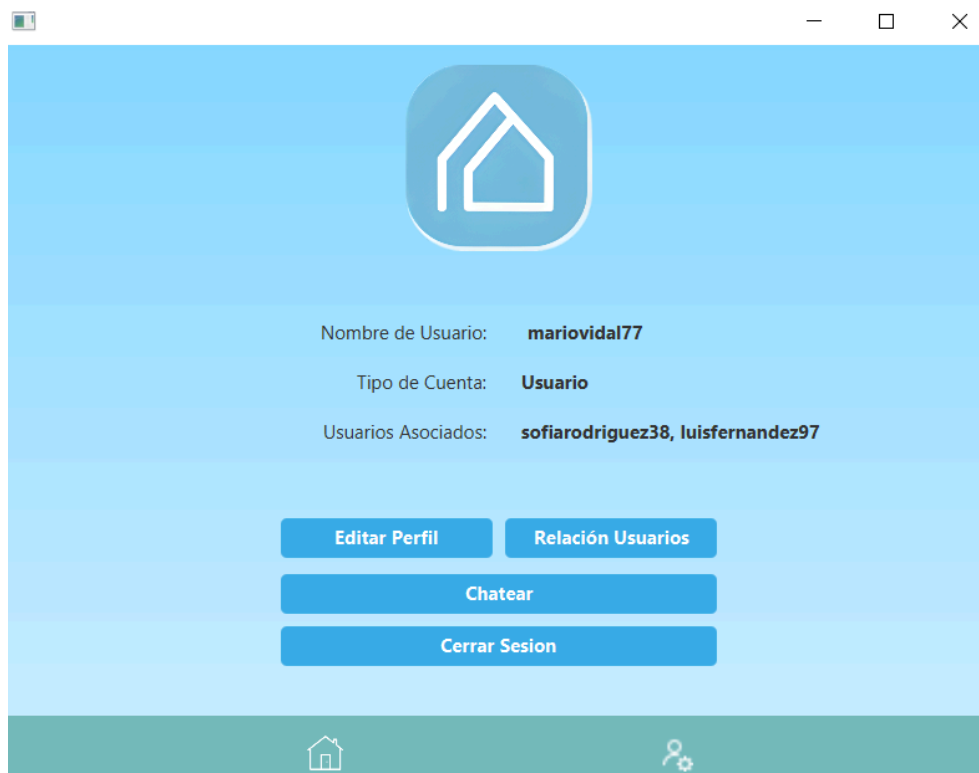 Nombre de Usuario: mariovidal77
Tipo de Cuenta: Usuario
Usuarios Asociados: sofiarodriguez38, luisfernandez97
Editar Perfil Relación Usuarios
Chatear
Cerrar Sesion